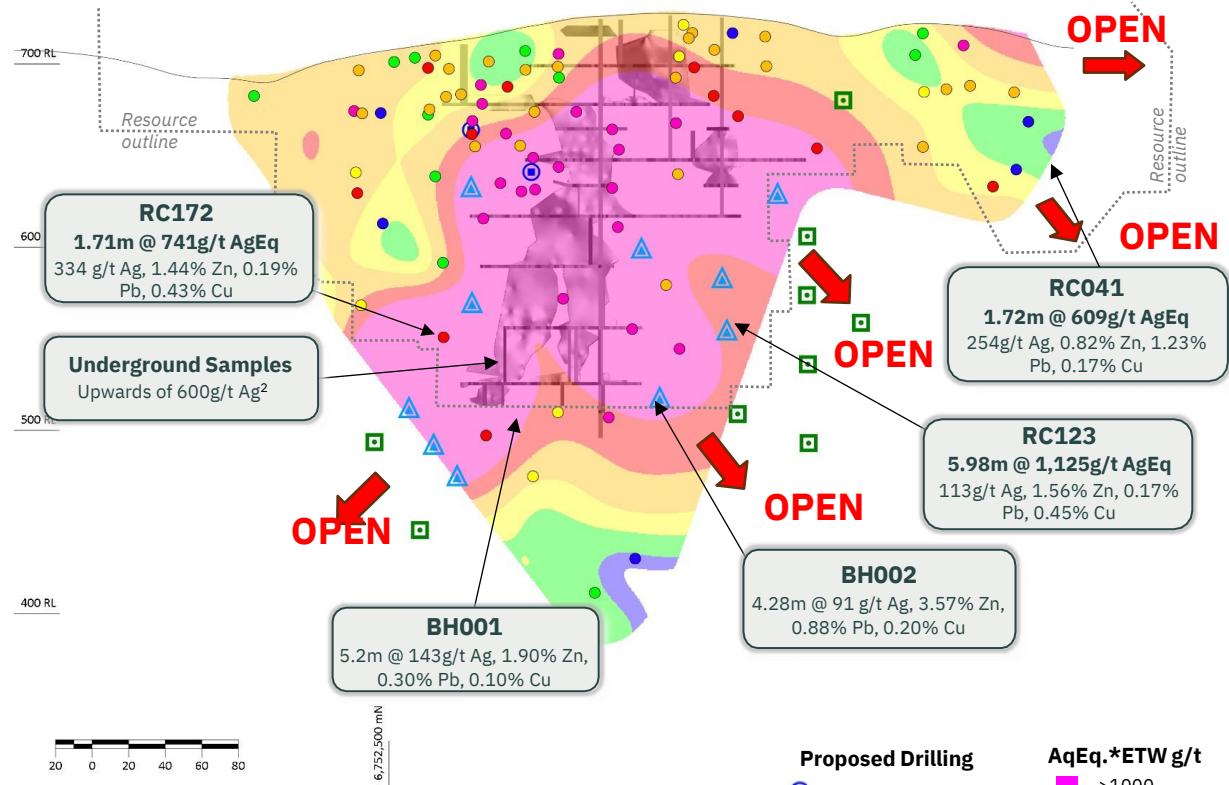 OPEN
700 RL
Resource
outline
Resource
outline
RC172
1.71m @ 741g/t AgEq
334 g/t Ag, 1.44% Zn, 0.19%
Pb, 0.43% Cu
600
OPEN
RC041
1.72m @ 609g/t AgEq
254g/t Ag, 0.82% Zn, 1.23%
Pb, 0.17% Cu
OPEN
Underground Samples
Upwards of 600g/t Ag²
500 RL
RC123
5.98m @ 1,125g/t AgEq
113g/t Ag, 1.56% Zn, 0.17%
Pb, 0.45% Cu
OPEN
OPEN
BH002
4.28m @ 91 g/t Ag, 3.57% Zn,
0.88% Pb, 0.20% Cu
400 RL
BH001
5.2m @ 143g/t Ag, 1.90% Zn,
0.30% Pb, 0.10% Cu
6,752,500 mN
20 0 20 40 60 80
Proposed Drilling
AqEq.*ETW g/t
>1000